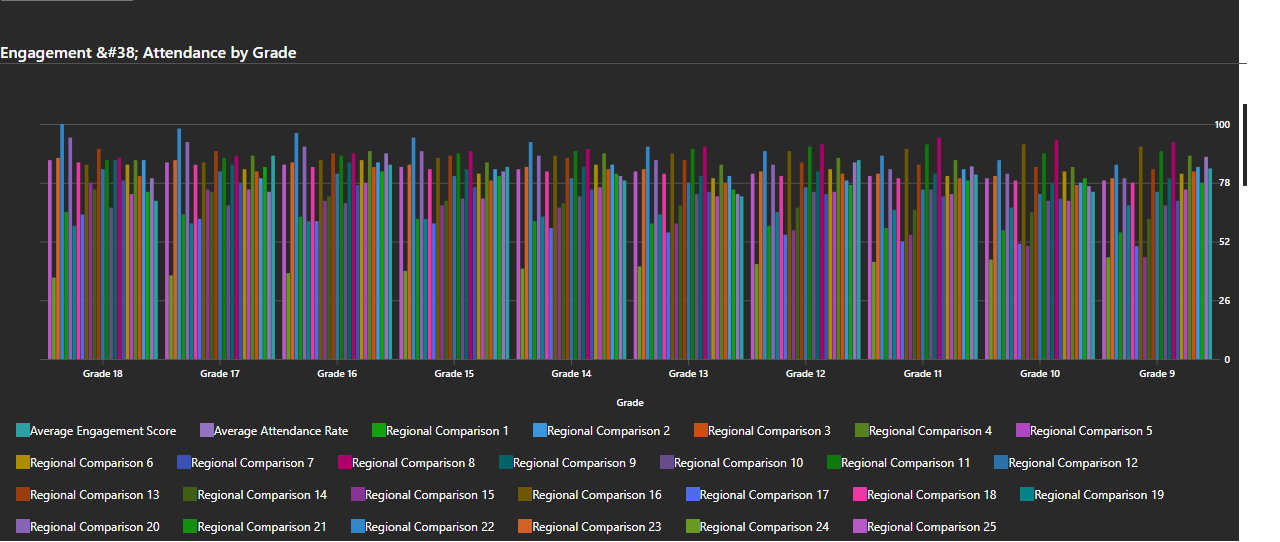 Engagement &#38; Attendance by Grade
100
78
52
26
0
Grade 18 Grade 17 Grade 16 Grade 15 Grade 14 Grade 13 Grade 12 Grade 11 Grade 10 Grade 9
Grade
Average Engagement Score Average Attendance Rate Regional Comparison 1 Regional Comparison 2 Regional Comparison 3 Regional Comparison 4 Regional Comparison 5
Regional Comparison 6 Regional Comparison 7 Regional Comparison 8 Regional Comparison 9 Regional Comparison 10 Regional Comparison 11 Regional Comparison 12
Regional Comparison 13 Regional Comparison 14 Regional Comparison 15 Regional Comparison 16 Regional Comparison 17 Regional Comparison 18 Regional Comparison 19
Regional Comparison 20 Regional Comparison 21 Regional Comparison 22 Regional Comparison 23 Regional Comparison 24 Regional Comparison 25